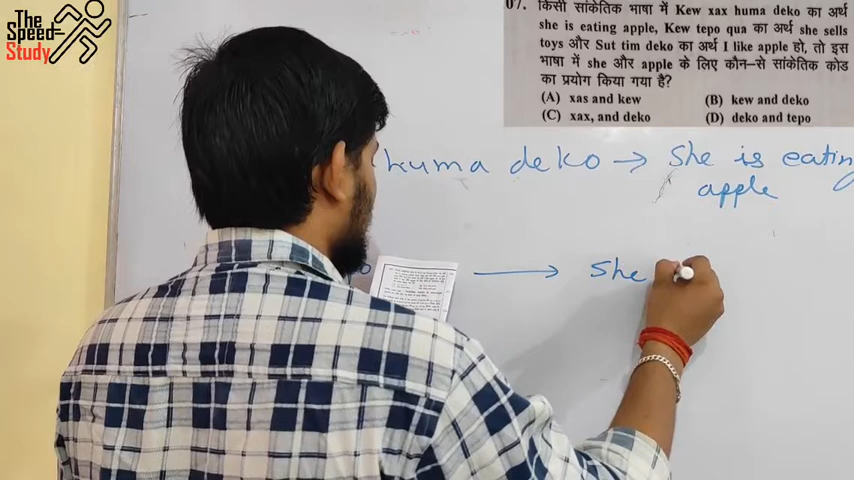 The
Speed
Study
07. किसी सांकेतिक भाषा में Kew xax huma deko का अर्थ
she is eating apple, Kew tepo qua का अर्थ she sells
toys और Sut tim deko का अर्थ I like apple हो, तो इस
भाषा में she और apple के लिए कौन-से सांकेतिक कोड
का प्रयोग किया गया है?
(A) xas and kew (B) kew and deko
(C) xax, and deko (D) deko and tepo
huma deko → She is eating
apple
→ She